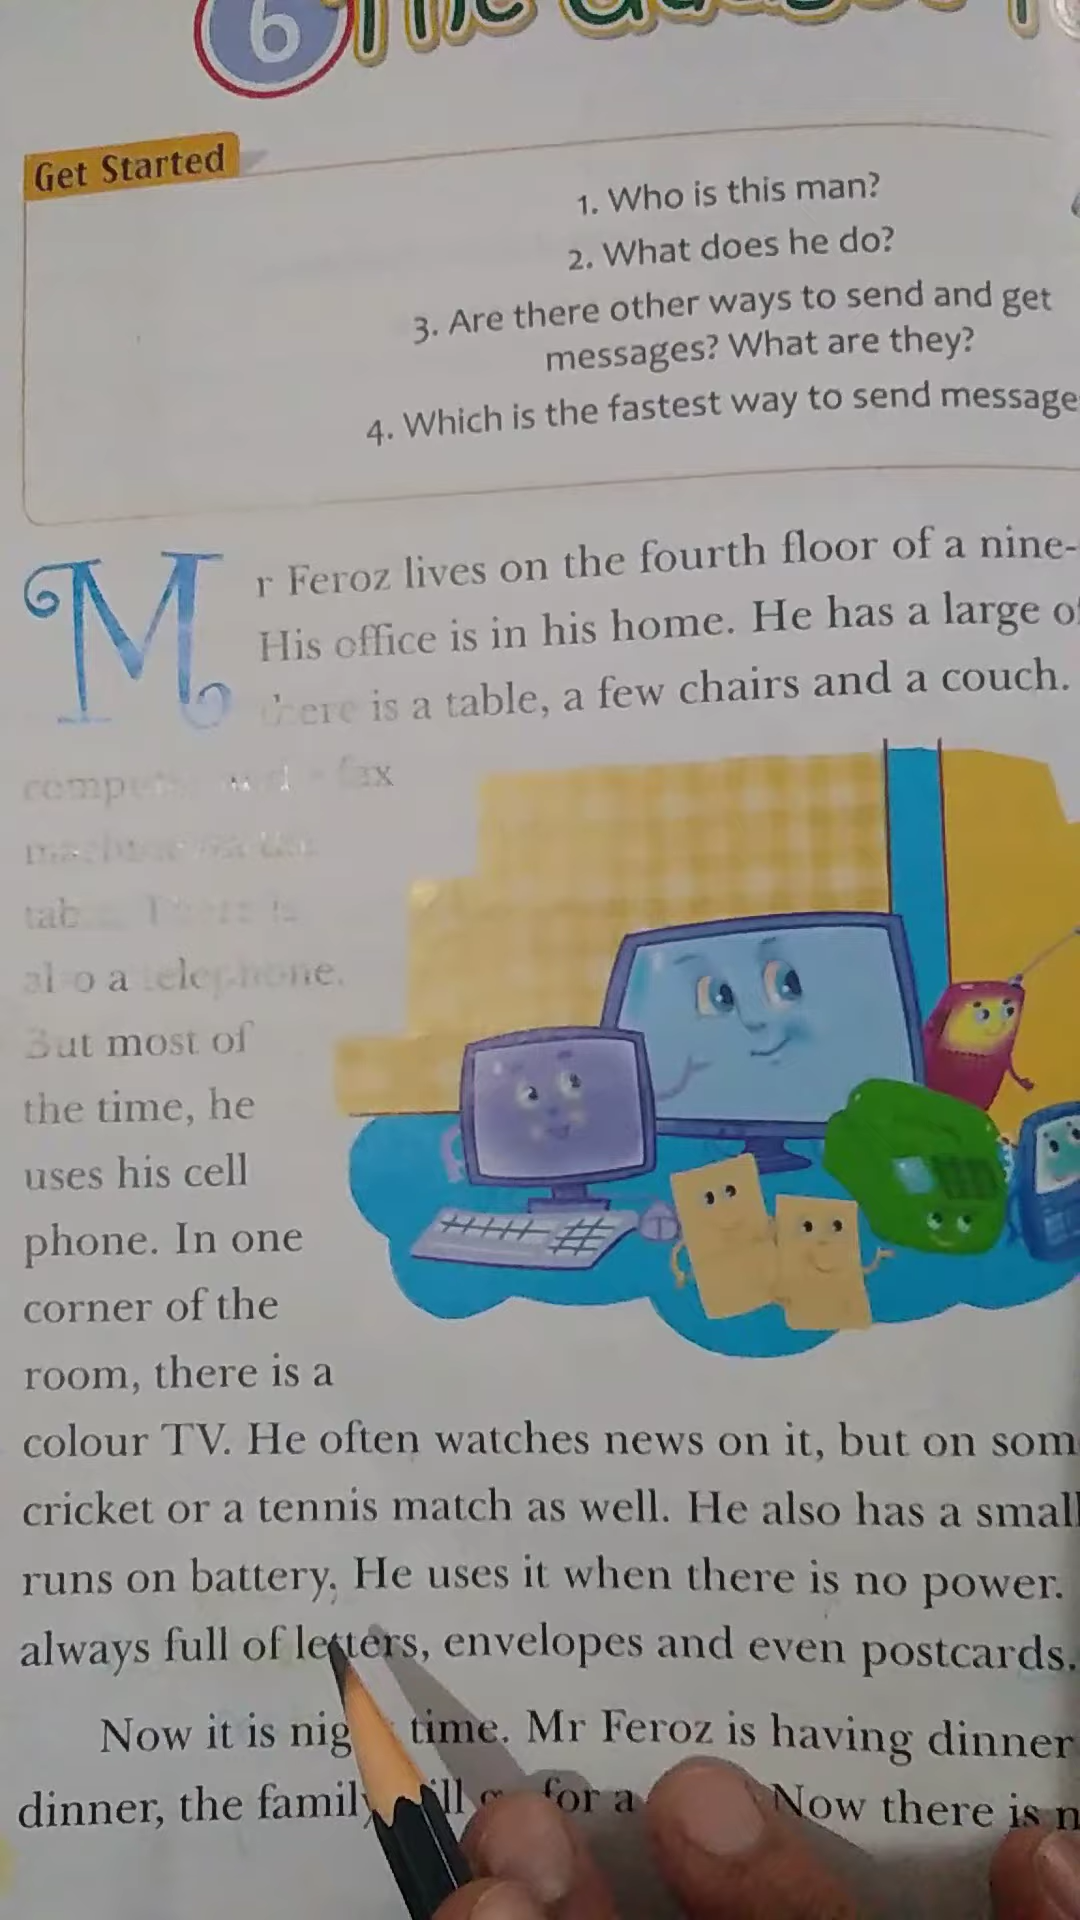 6 The
Get Started
1. Who is this man?
2. What does he do?
3. Are there other ways to send and get
messages? What are they?
4. Which is the fastest way to send message
Mr Feroz lives on the fourth floor of a nine-
His office is in his home. He has a large
there is a table, a few chairs and a couch.
fax
also a telephone.
But most of
the time, he
uses his cell
phone. In one
corner of the
room, there is a
colour TV. He often watches news on it, but on som
cricket or a tennis match as well. He also has a small
runs on battery. He uses it when there is no power.
always full of letters, envelopes and even postcards.
Now it is time. Mr Feroz is having dinner
dinner, the family for a Now there is n